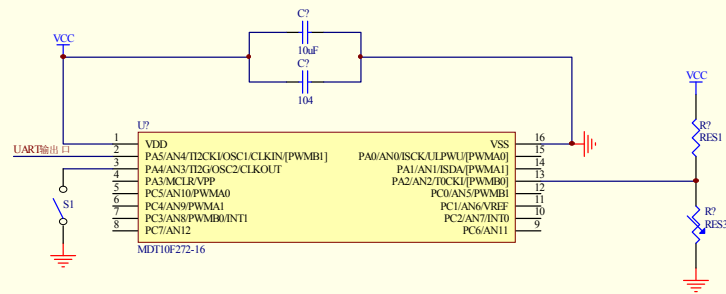 C?
10uF
C?
104
VCC
VCC
R?
RES1
R?
RES3
U?
UART输出口
S1
1 VDD
2 PA5/AN4/TI2CKI/OSC1/CLKIN/[PWMB1]
3 PA4/AN3/TI2G/OSC2/CLKOUT
4 PA3/MCLR/VPP
5 PC5/AN10/PWMA0
6 PC4/AN9/PWMA1
7 PC3/AN8/PWMB0/INT1
8 PC7/AN12
VSS 16
PA0/AN0/ISCK/ULPWU/[PWMA0] 15
PA1/AN1/ISDA/[PWMA1] 14
PA2/AN2/T0CKI/[PWMB0] 13
PC0/AN5/PWMB1 12
PC1/AN6/VREF 11
PC2/AN7/INT0 10
PC6/AN11 9
MDT10F272-16